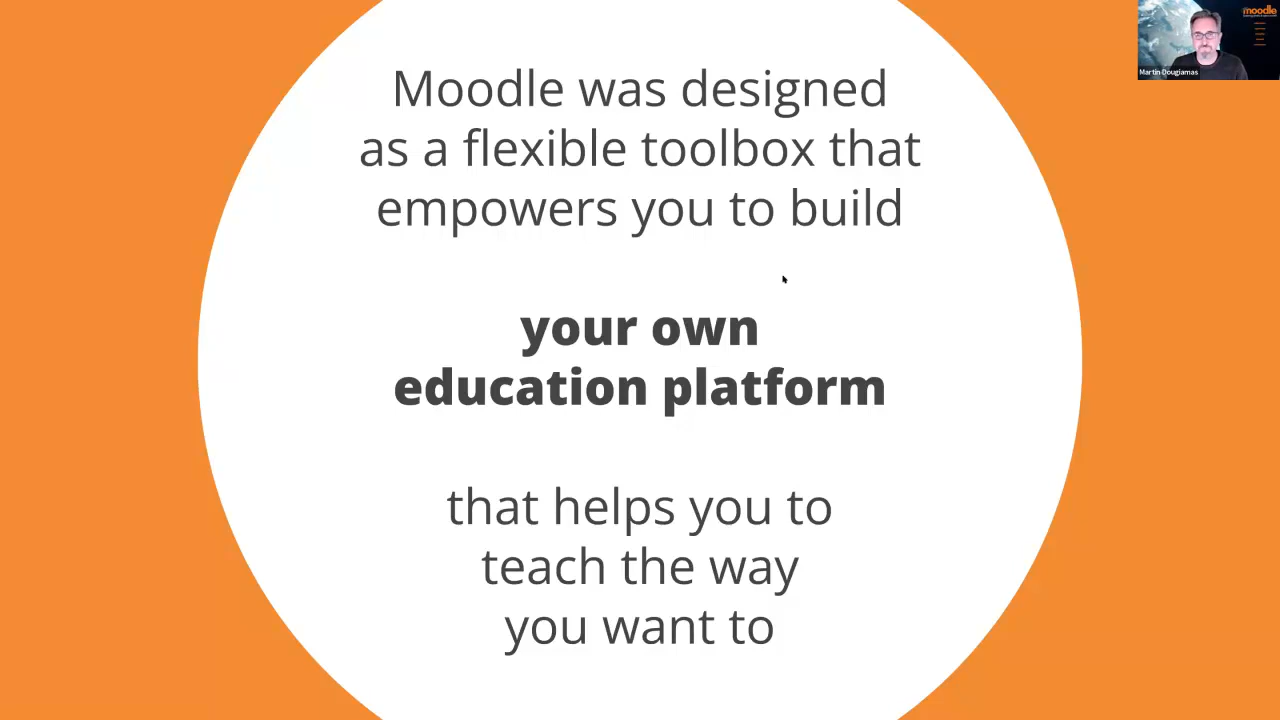 Moodle was designed
as a flexible toolbox that
empowers you to build
your own
education platform
that helps you to
teach the way
you want to
moodle
Martin Dougiamas